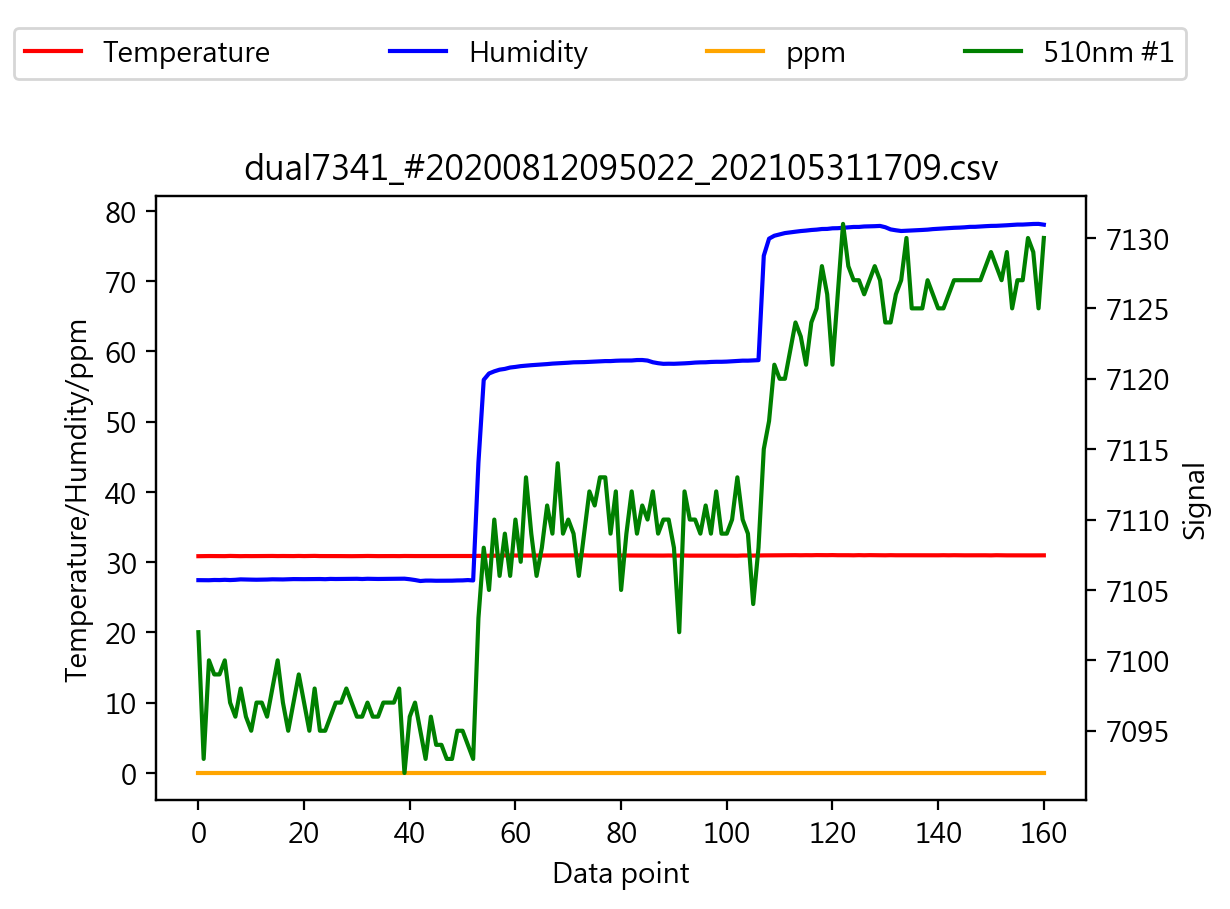 Temperature Humidity ppm 510nm #1
dual7341_#20200812095022_202105311709.csv
Temperature/Humdity/ppm
80
70
60
50
40
30
20
10
0
7130
7125
7120
7115
7110
7105
7100
7095
Signal
0 20 40 60 80 100 120 140 160
Data point